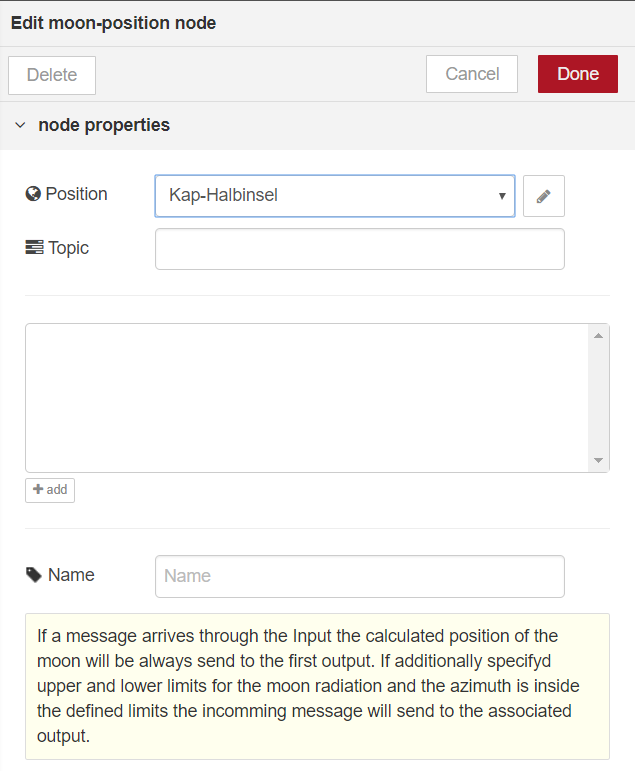 Edit moon-position node
Delete
Cancel
Done
node properties
Position
Kap-Halbinsel
Topic
add
Name
Name
If a message arrives through the Input the calculated position of the
moon will be always send to the first output. If additionally specifyd
upper and lower limits for the moon radiation and the azimuth is inside
the defined limits the incomming message will send to the associated
output.